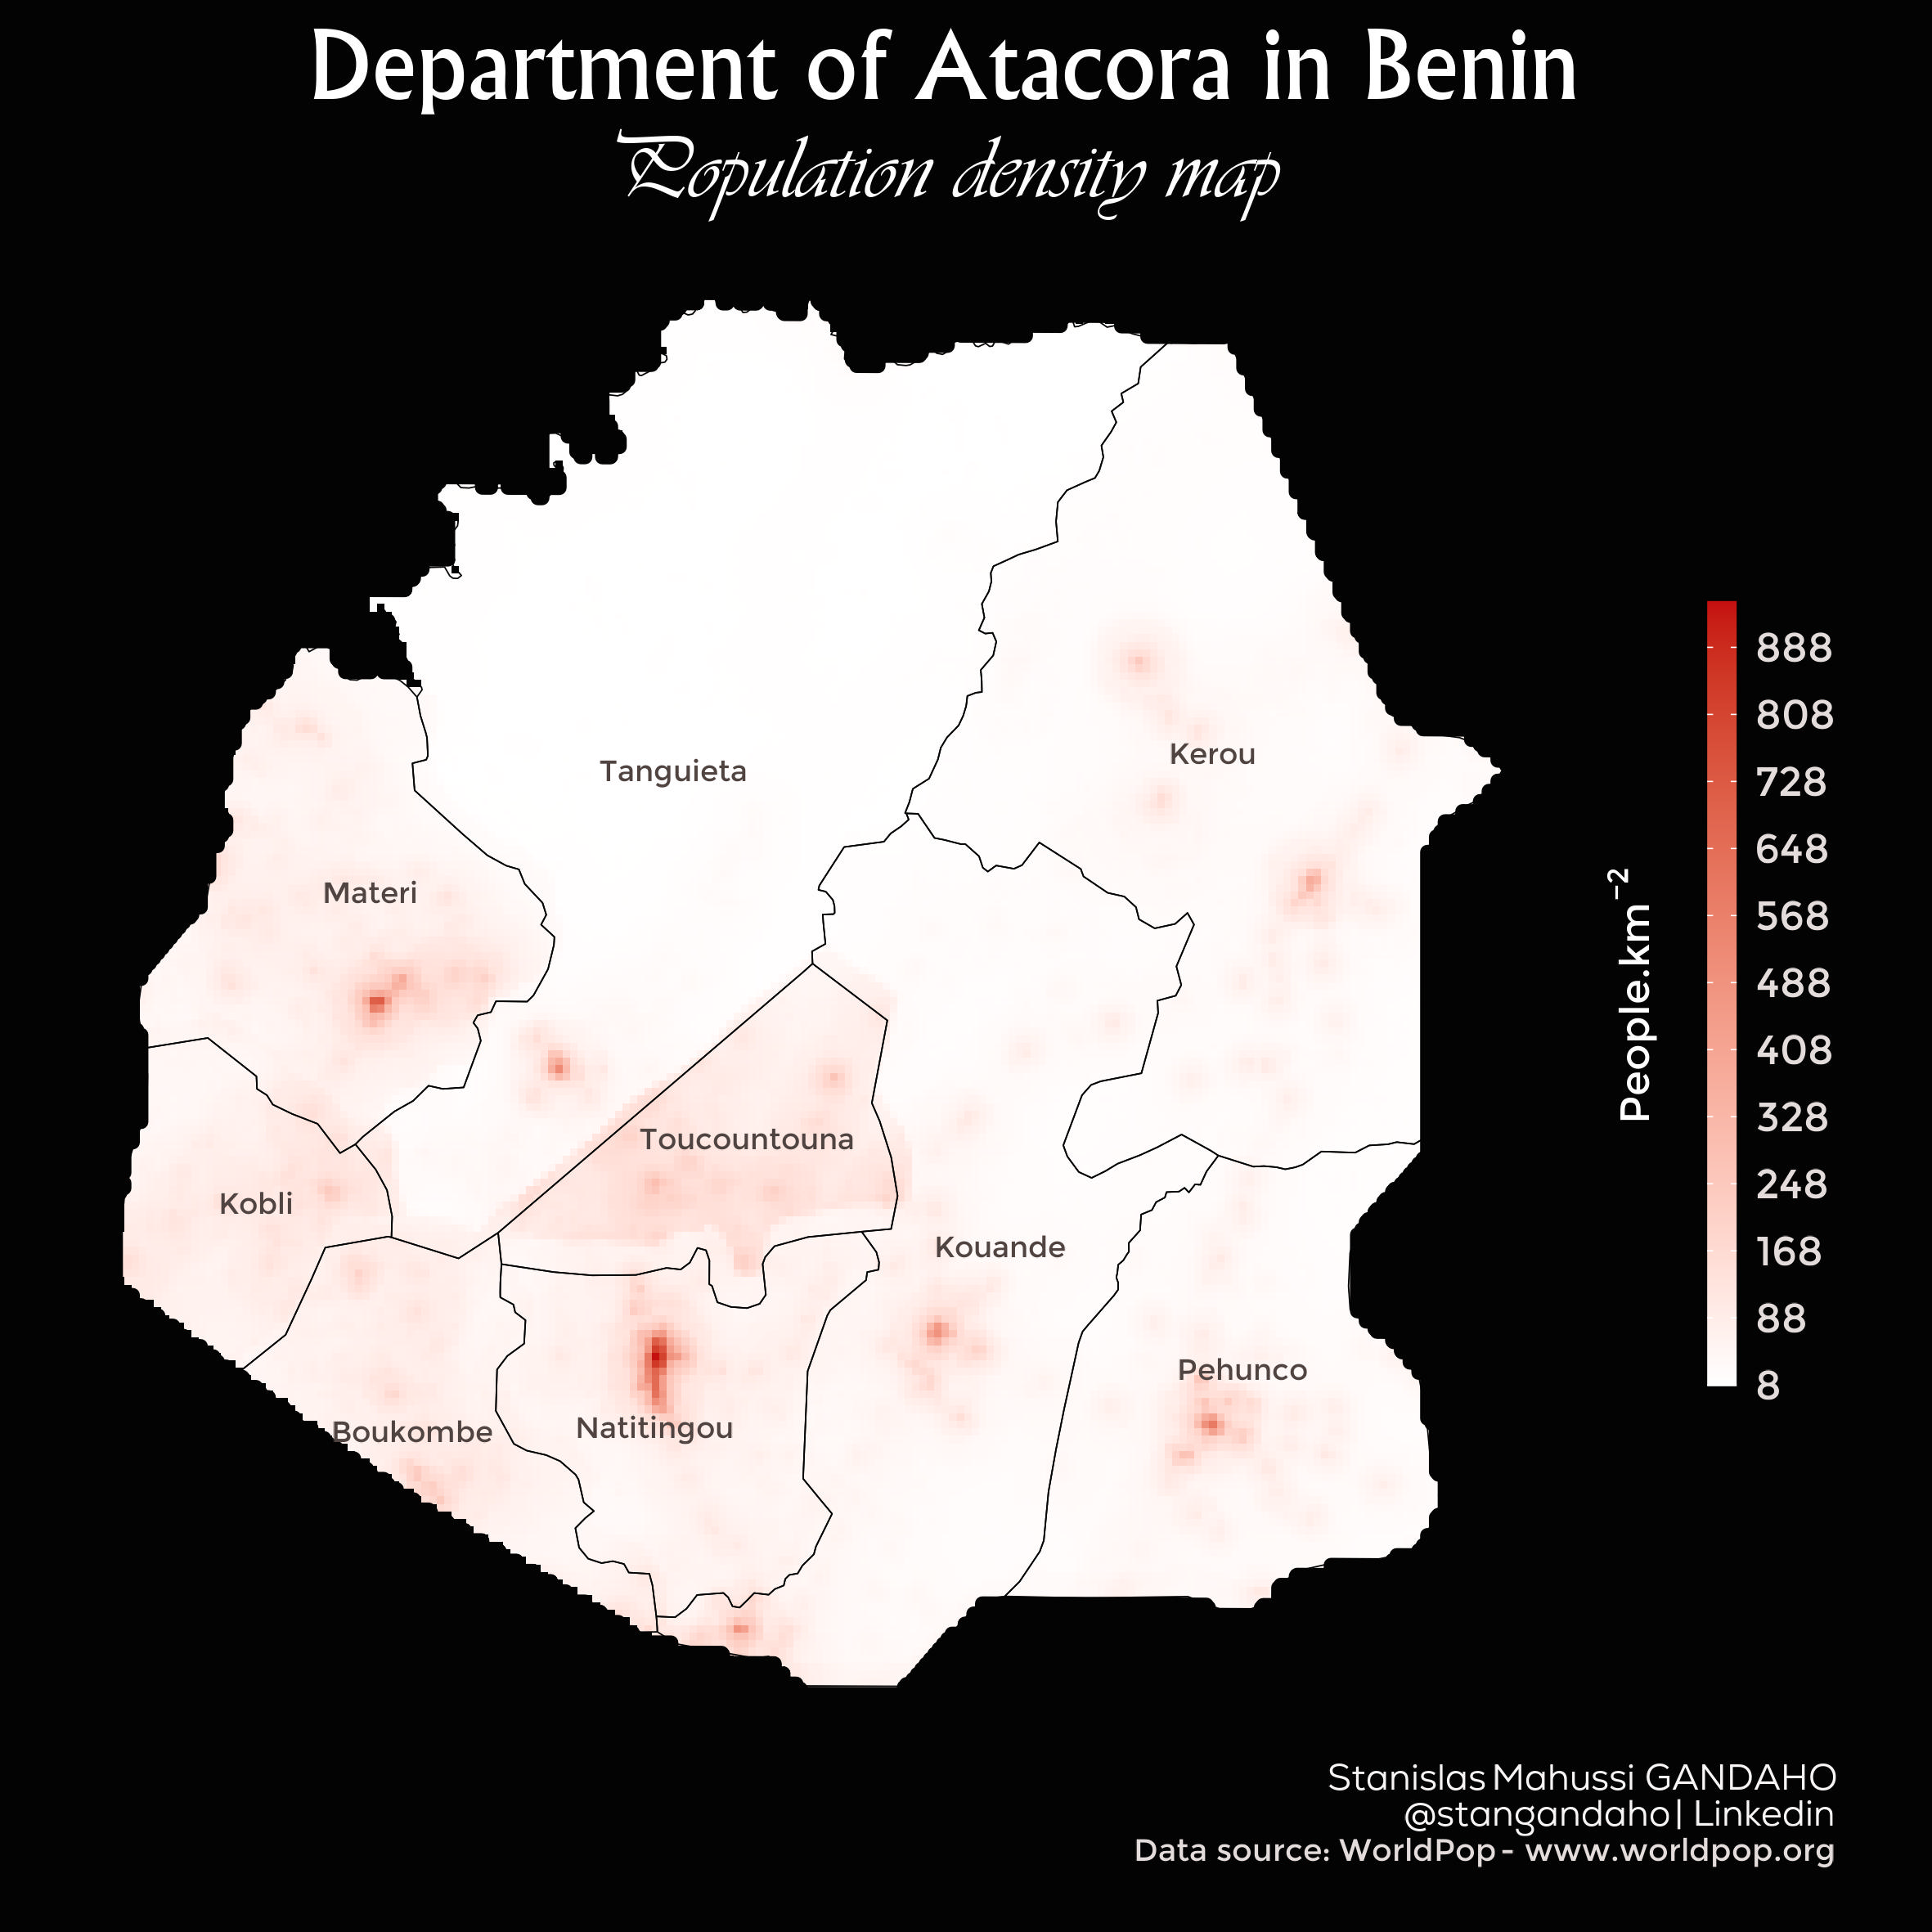 Department of Atacora in Benin
Population density map
Tanguieta
Kerou
Materi
Toucountouna
Kobli
Kouande
Pehunco
Boukombe
Natitingou
People.km⁻²
888
808
728
648
568
488
408
328
248
168
88
8
Stanislas Mahussi GANDAHO
@stangandaho| Linkedin
Data source: WorldPop - www.worldpop.org